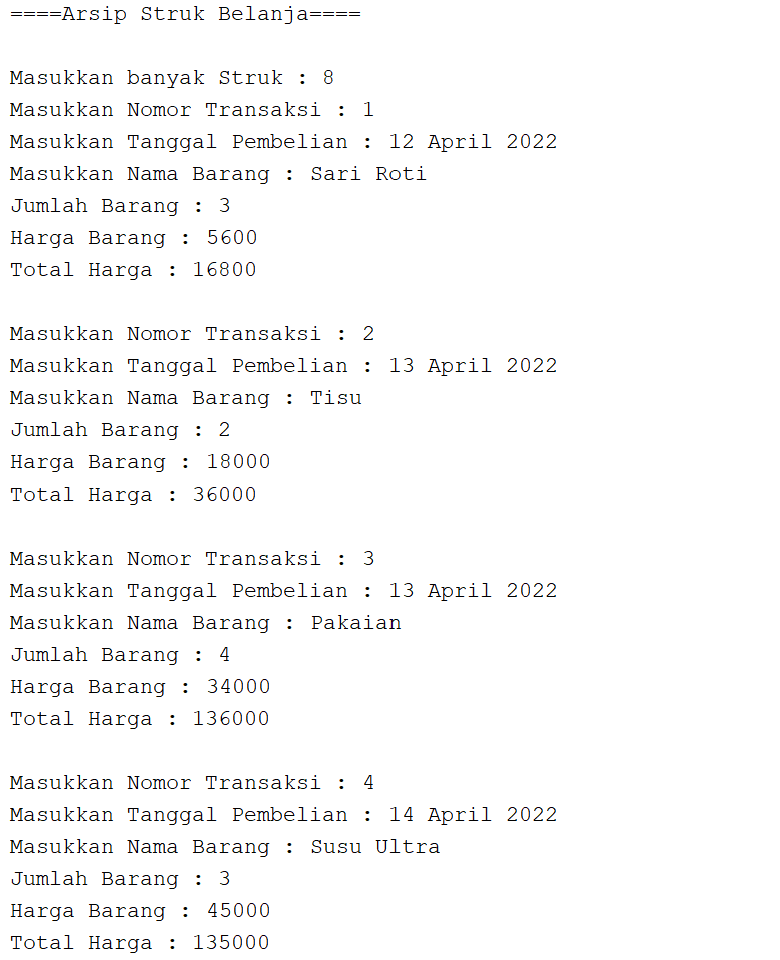 ====Arsip Struk Belanja====
Masukkan banyak Struk : 8
Masukkan Nomor Transaksi : 1
Masukkan Tanggal Pembelian : 12 April 2022
Masukkan Nama Barang : Sari Roti
Jumlah Barang : 3
Harga Barang : 5600
Total Harga : 16800
Masukkan Nomor Transaksi : 2
Masukkan Tanggal Pembelian : 13 April 2022
Masukkan Nama Barang : Tisu
Jumlah Barang : 2
Harga Barang : 18000
Total Harga : 36000
Masukkan Nomor Transaksi : 3
Masukkan Tanggal Pembelian : 13 April 2022
Masukkan Nama Barang : Pakaian
Jumlah Barang : 4
Harga Barang : 34000
Total Harga : 136000
Masukkan Nomor Transaksi : 4
Masukkan Tanggal Pembelian : 14 April 2022
Masukkan Nama Barang : Susu Ultra
Jumlah Barang : 3
Harga Barang : 45000
Total Harga : 135000